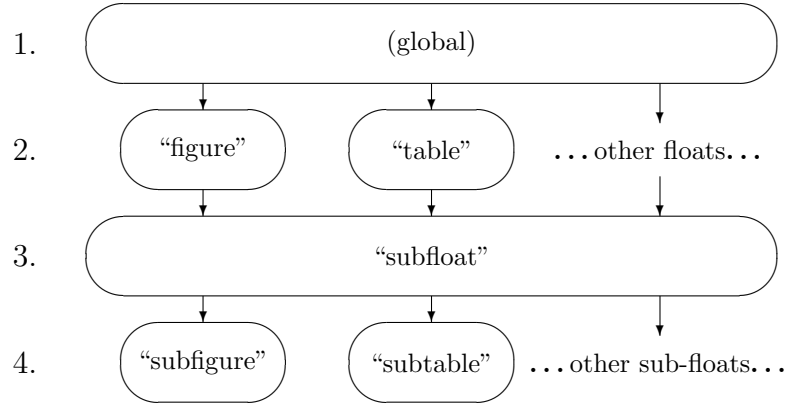 1. (global)
2. “figure” “table” ...other floats...
3. “subfloat”
4. “subfigure” “subtable” ...other sub-floats...